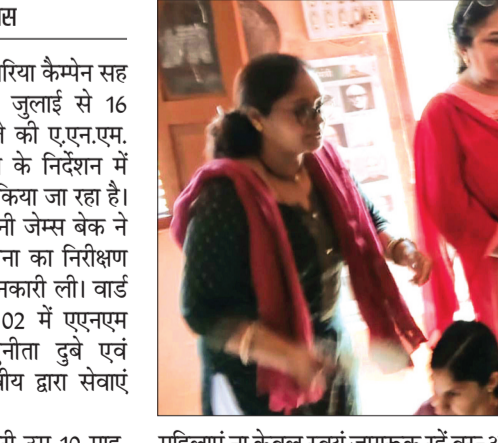 स
रिया कैम्पेन सह
जुलाई से 16
की ए.एन.एम.
के निर्देशन में
किया जा रहा है।
नी जेम्स बेक ने
ना का निरीक्षण
नकारी ली। वार्ड
02 में एएनएम
नीता दुबे एवं
ीय द्वारा सेवाएं